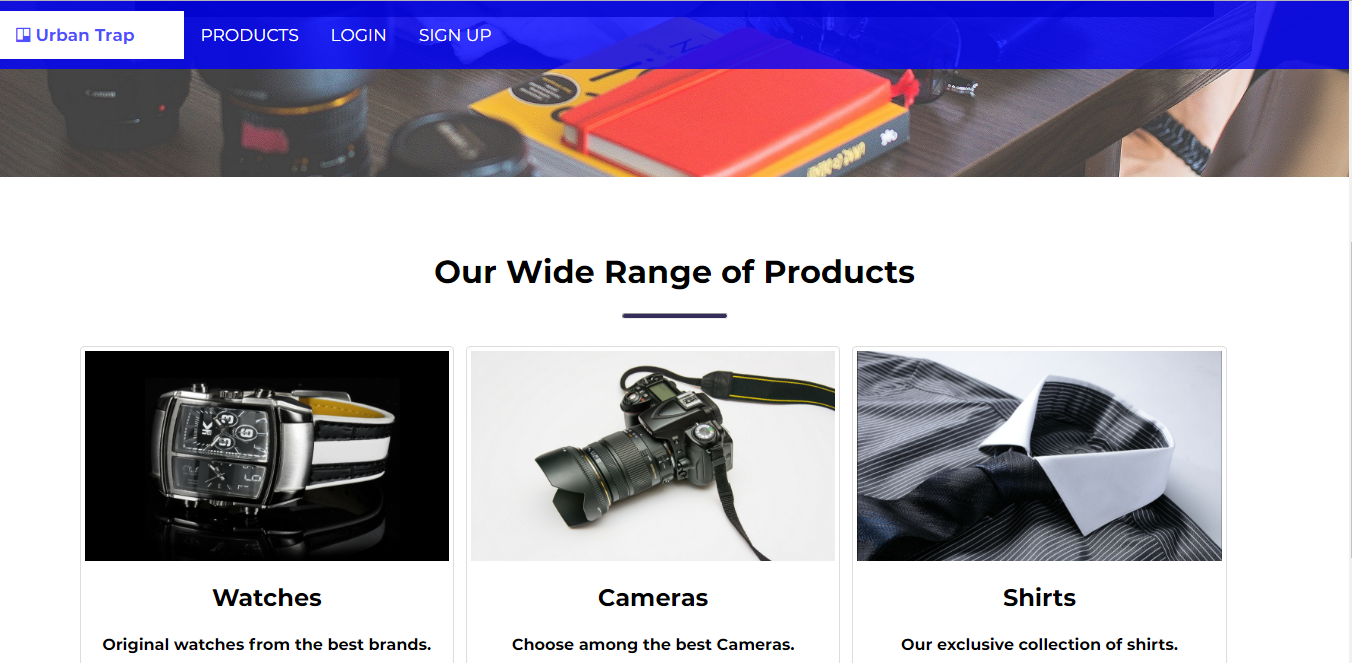 Urban Trap
PRODUCTS
LOGIN
SIGN UP
Canon
Our Wide Range of Products
Watches
Cameras
Shirts
Original watches from the best brands.
Choose among the best Cameras.
Our exclusive collection of shirts.